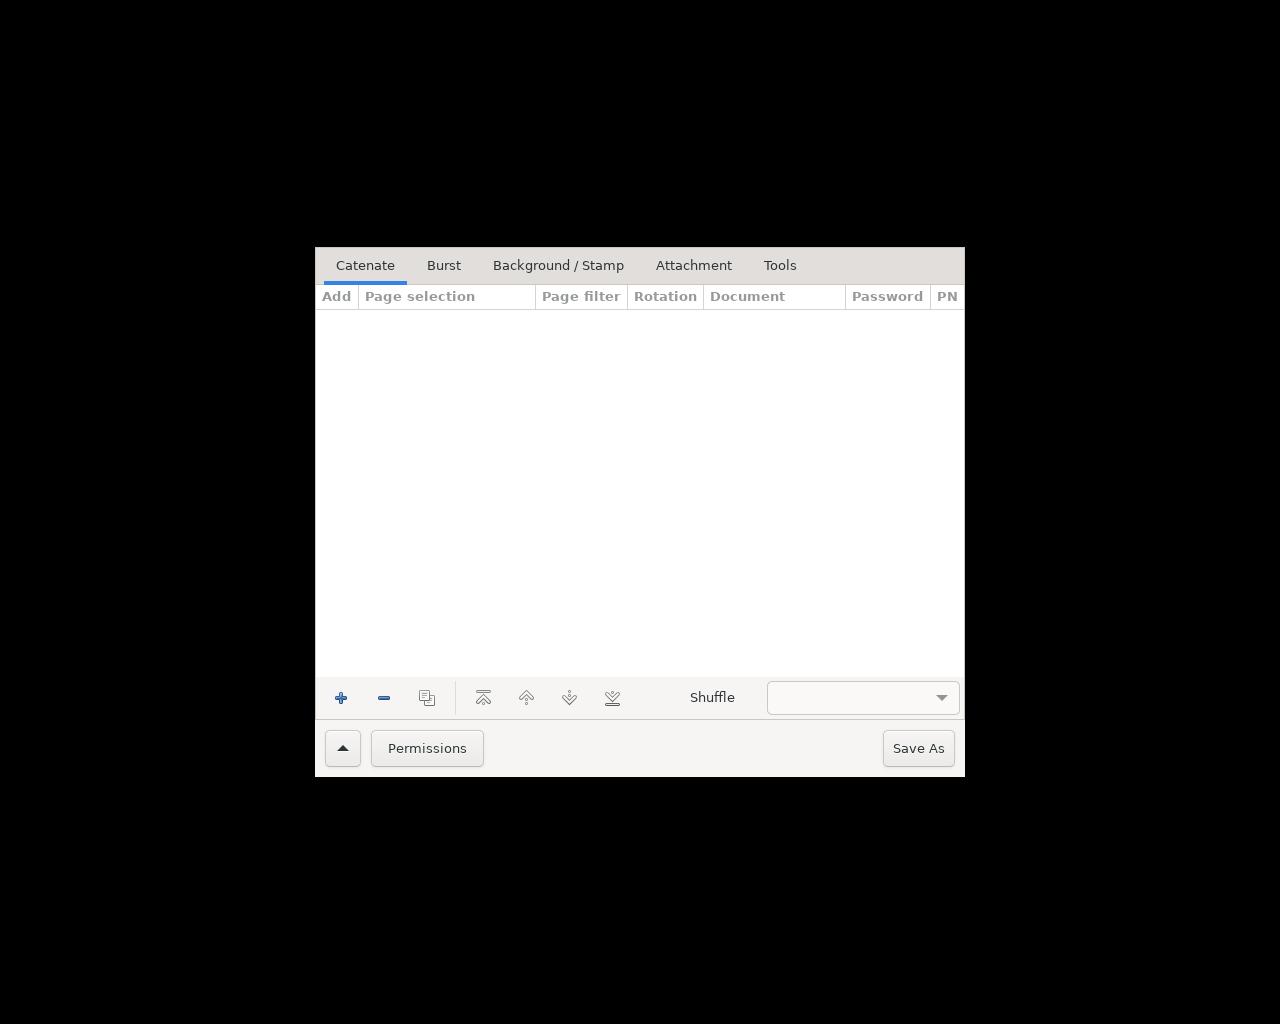 Catenate Burst Background / Stamp Attachment Tools
Add Page selection Page filter Rotation Document Password PN
Shuffle
Permissions Save As